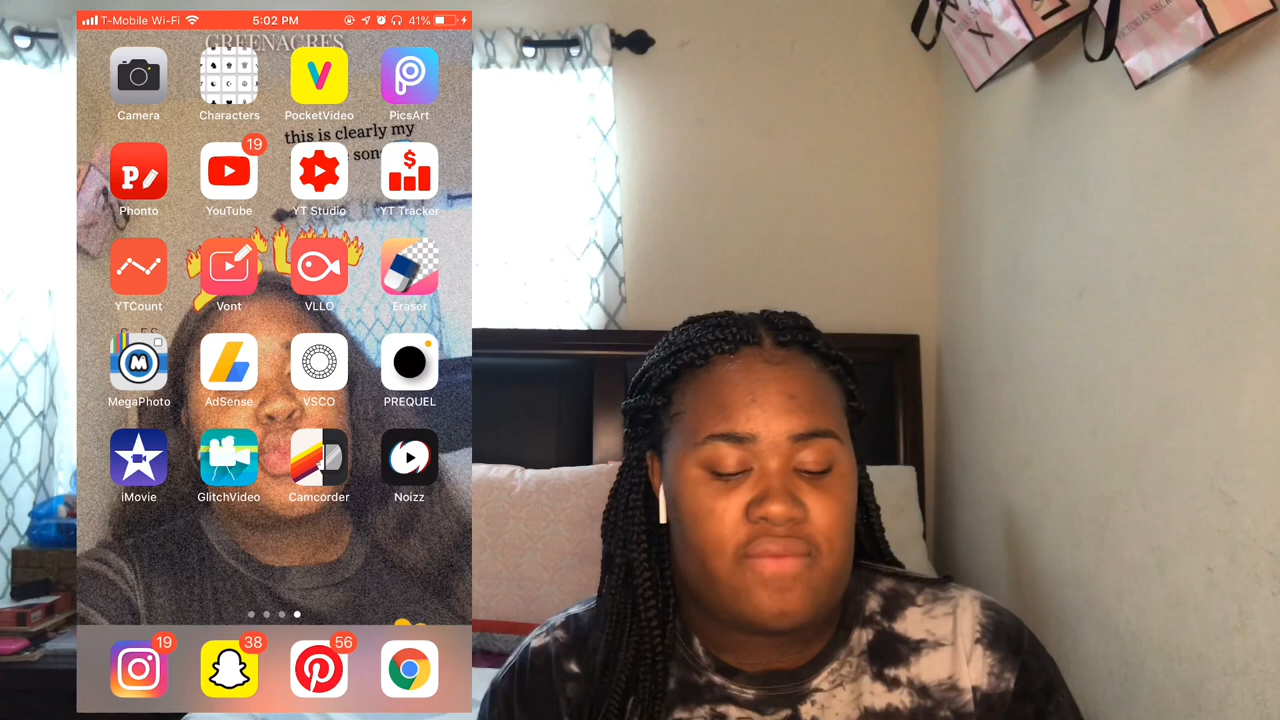 T-Mobile Wi-Fi 5:02 PM 41%
GREENACRES
Camera Characters PocketVideo PicsArt
this is clearly my
son
19
Phonto YouTube YT Studio YT Tracker
YTCount Vont VLLO Eraser
MegaPhoto AdSense VSCO PREQUEL
iMovie GlitchVideo Camcorder Noizz
19 38 56
VICTORIA'S SECRET